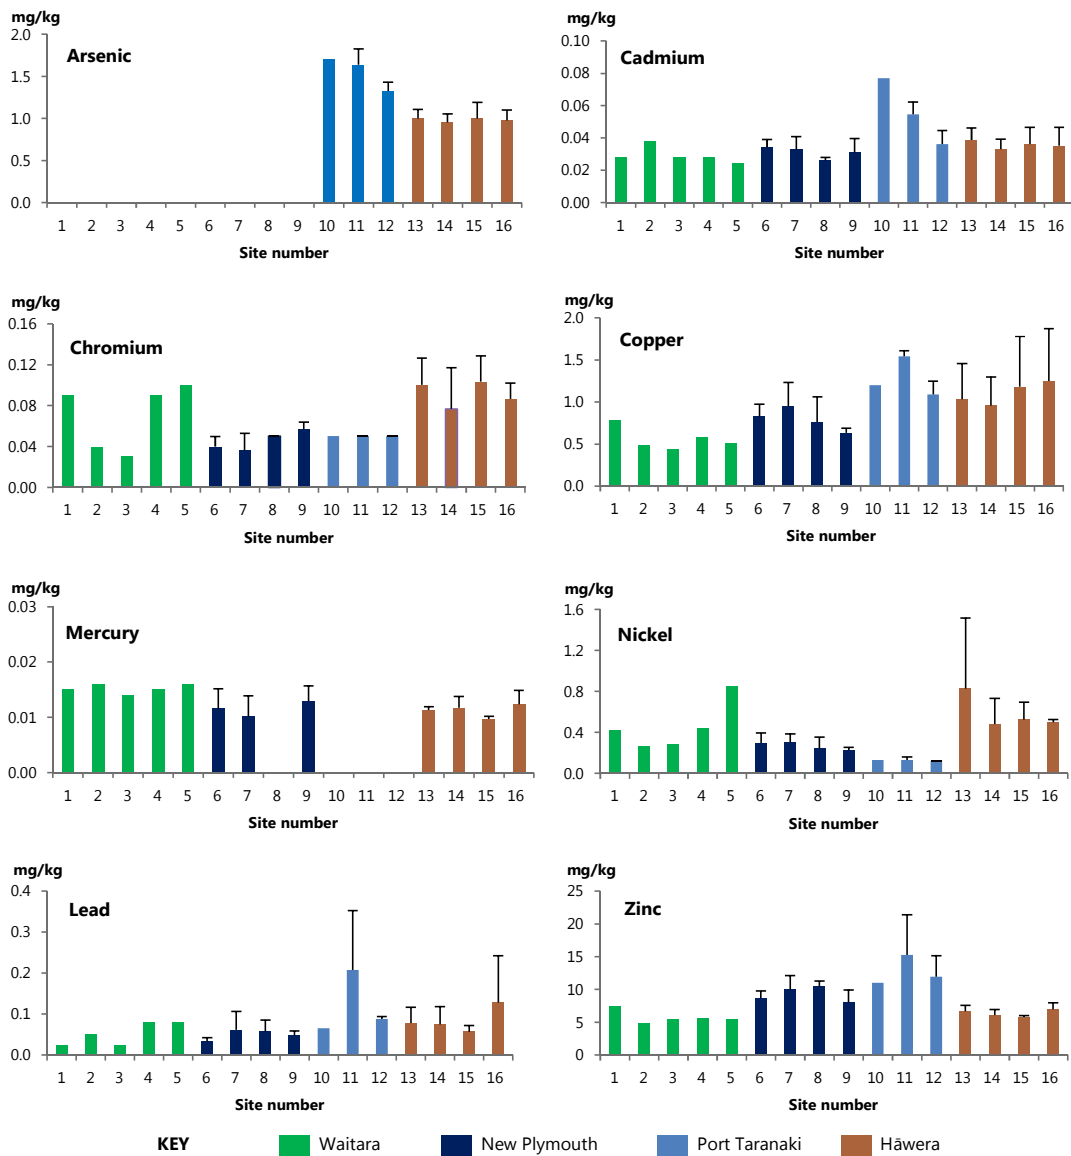 mg/kg
Arsenic
2.0
1.5
1.0
0.5
0.0
1 2 3 4 5 6 7 8 9 10 11 12 13 14 15 16
Site number
mg/kg
Cadmium
0.10
0.08
0.06
0.04
0.02
0.00
1 2 3 4 5 6 7 8 9 10 11 12 13 14 15 16
Site number
mg/kg
Chromium
0.16
0.12
0.08
0.04
0.00
1 2 3 4 5 6 7 8 9 10 11 12 13 14 15 16
Site number
mg/kg
Copper
2.0
1.5
1.0
0.5
0.0
1 2 3 4 5 6 7 8 9 10 11 12 13 14 15 16
Site number
mg/kg
Mercury
0.03
0.02
0.01
0.00
1 2 3 4 5 6 7 8 9 10 11 12 13 14 15 16
Site number
mg/kg
Nickel
1.6
1.2
0.8
0.4
0.0
1 2 3 4 5 6 7 8 9 10 11 12 13 14 15 16
Site number
mg/kg
Lead
0.4
0.3
0.2
0.1
0.0
1 2 3 4 5 6 7 8 9 10 11 12 13 14 15 16
Site number
mg/kg
Zinc
25
20
15
10
5
0
1 2 3 4 5 6 7 8 9 10 11 12 13 14 15 16
Site number
KEY Waitara New Plymouth Port Taranaki Hāwera